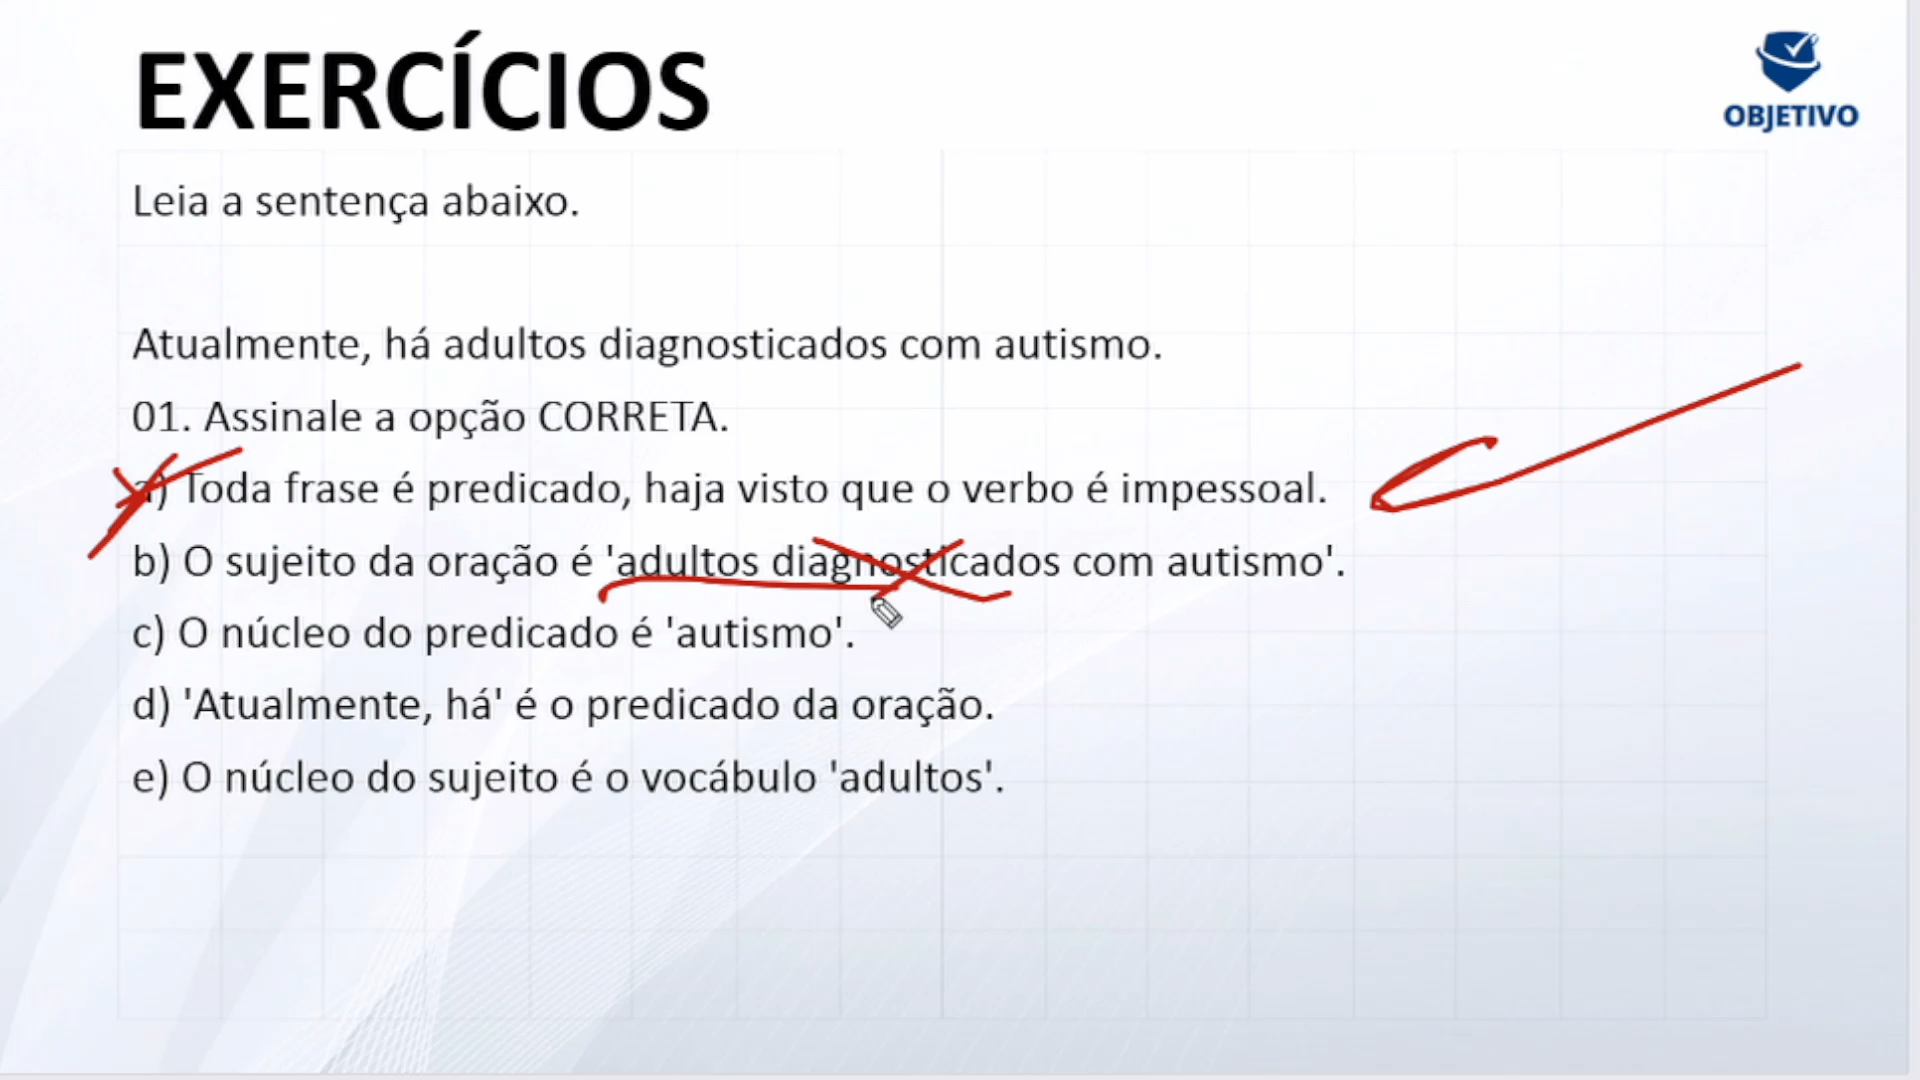 EXERCÍCIOS
OBJETIVO
Leia a sentença abaixo.
Atualmente, há adultos diagnosticados com autismo.
01. Assinale a opção CORRETA.
a) Toda frase é predicado, haja visto que o verbo é impessoal.
b) O sujeito da oração é 'adultos diagnosticados com autismo'.
c) O núcleo do predicado é 'autismo'.
d) 'Atualmente, há' é o predicado da oração.
e) O núcleo do sujeito é o vocábulo 'adultos'.